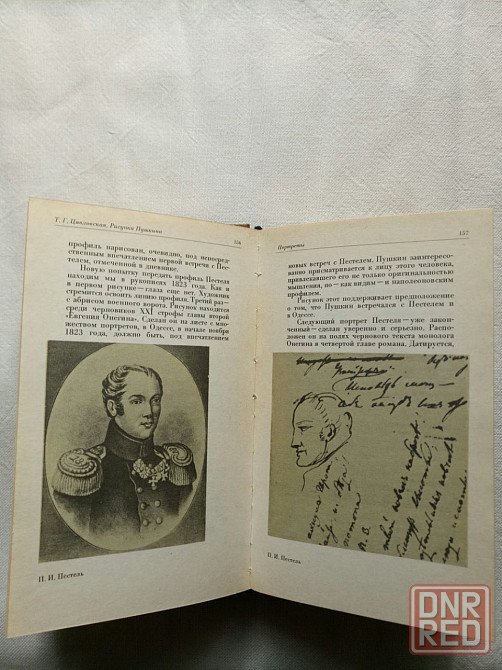 Т. Г. Цявловская, Рисунки Пушкина
156
профиль нарисован, очевидно, под непосред-
ственным впечатлением первой встречи с Пес-
телем, отмеченной в дневнике.
Новую попытку передать профиль Пестеля
находим мы в рукописях 1823 года. Как и
в первом рисунке — глаза еще нет. Художник
стремится освоить линию профиля. Третий рас-
с абрисом военного ворота. Рисунки находятся
среди черновиков XXI строфы главы второй
«Евгения Онегина». Сделан он на листе с мно-
жеством портретов, в Одессе, в начале ноября
1823 года, должно быть, под впечатлением
П. И. Пестель
Портреты
157
новых встреч с Пестелем. Пушкин заинтересо-
ванно присматривается к лицу этого человека,
привлекавшего его не только оригинальностью
мышления, но — как видим — и наполеоновским
профилем.
Рисунок этот поддерживает предположение
о том, что Пушкин встречался с Пестелем и
в Одессе.
Следующий портрет Пестеля — уже закон-
ченный — сделан уверенно и серьезно. Распо-
жен он на полях черного текста монолога
Онегина в четвертой главе романа. Датируется,
П. И. Пестель
DNR
RED